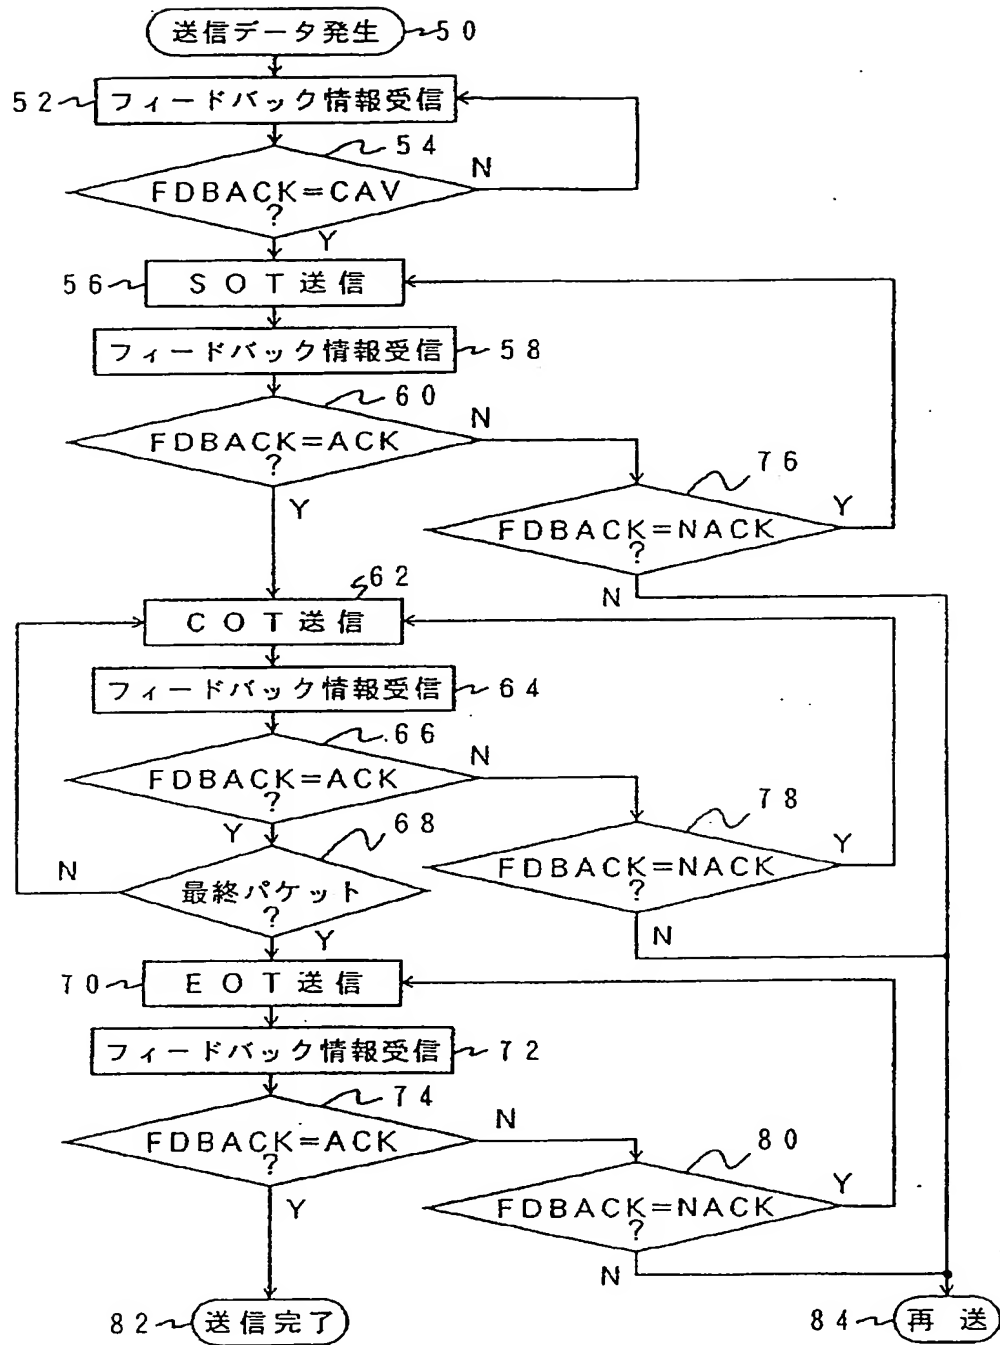 送信データ発生 50
52 フィードバック情報受信
54
N
FDBACK=CAV
?
Y
56 SOT送信
フィードバック情報受信 58
60
N
FDBACK=ACK
?
Y
76
Y
FDBACK=NACK
?
N
62
COT送信
フィードバック情報受信 64
66
N
FDBACK=ACK
?
Y
68
78
Y
FDBACK=NACK
?
N
N
最終パケット
?
Y
70 EOT送信
フィードバック情報受信 72
74
N
FDBACK=ACK
?
Y
80
Y
FDBACK=NACK
?
N
82 送信完了
84 再送